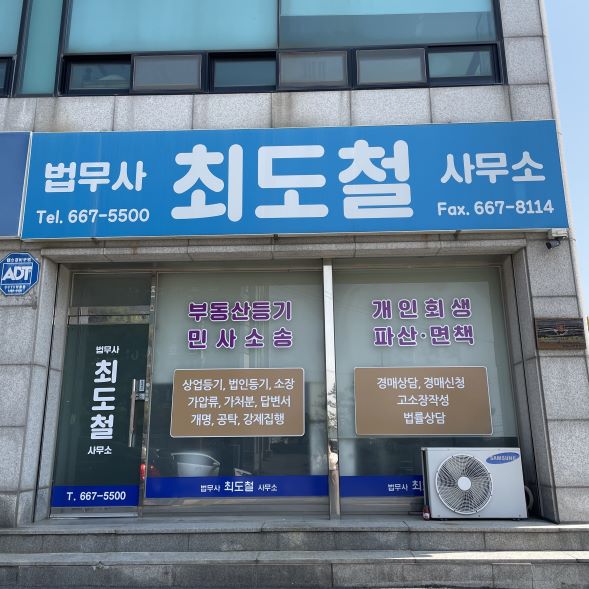 법무사 최도철 사무소
Tel. 667-5500
Fax. 667-8114
ADT
부동산등기
민사소송
상업등기, 법인등기, 소장
가압류, 가처분, 답변서
개명, 공탁, 강제집행
개인회생
파산·면책
경매상담, 경매신청
고소장작성
법률상담
법무사
최도철
사무소
T. 667-5500
법무사 최도철 사무소
법무사 최
SAMSUNG